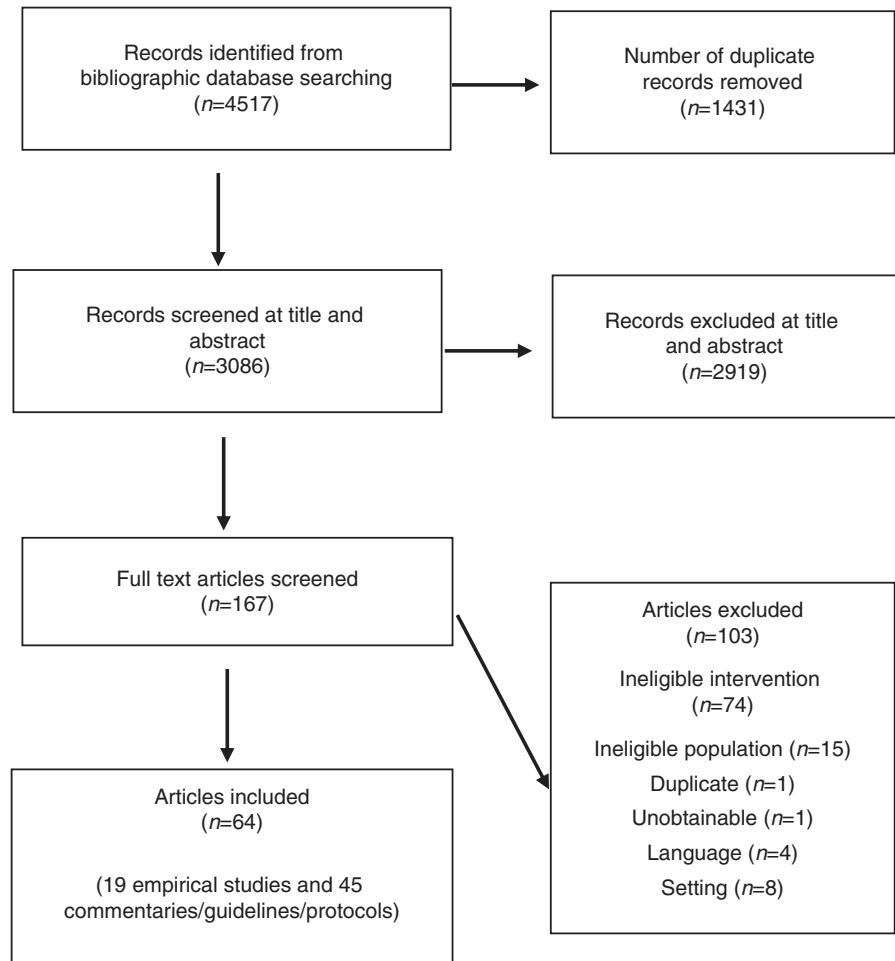 Records identified from
bibliographic database searching
(n=4517)
Number of duplicate
records removed
(n=1431)
Records screened at title and
abstract
(n=3086)
Records excluded at title
and abstract
(n=2919)
Full text articles screened
(n=167)
Articles excluded
(n=103)
Ineligible intervention
(n=74)
Ineligible population (n=15)
Duplicate (n=1)
Unobtainable (n=1)
Language (n=4)
Setting (n=8)
Articles included
(n=64)
(19 empirical studies and 45
commentaries/guidelines/protocols)